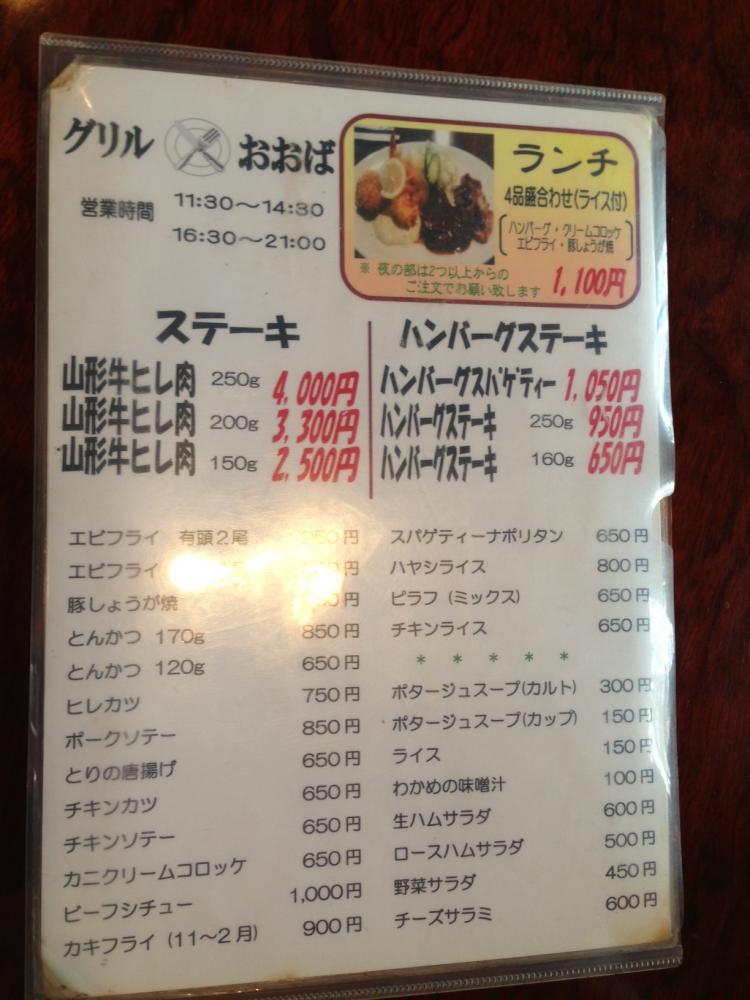 グリル おおば
営業時間 11:30～14:30
16:30～21:00
ランチ
4品盛合わせ(ライス付)
ハンバーグ・クリームコロッケ
エビフライ・豚しょうが焼
※ 夜の部は2つ以上からの
ご注文でお願い致します
1,100円
ステーキ
山形牛ヒレ肉 250g 4,000円
山形牛ヒレ肉 200g 3,300円
山形牛ヒレ肉 150g 2,500円
ハンバーグステーキ
ハンバーグスパゲティー 1,050円
ハンバーグステーキ 250g 950円
ハンバーグステーキ 160g 650円
エビフライ 有頭2尾 円
エビフライ 円
豚しょうが焼 円
とんかつ 170g 850円
とんかつ 120g 650円
ヒレカツ 750円
ポークソテー 850円
とりの唐揚げ 650円
チキンカツ 650円
チキンソテー 650円
カニクリームコロッケ 650円
ビーフシチュー 1,000円
カキフライ (11～2月) 900円
スパゲティーナポリタン 650円
ハヤシライス 800円
ピラフ (ミックス) 650円
チキンライス 650円
＊ ＊ ＊ ＊ ＊
ポタージュスープ(カルト) 300円
ポタージュスープ(カップ) 150円
ライス 150円
わかめの味噌汁 100円
生ハムサラダ 600円
ロースハムサラダ 500円
野菜サラダ 450円
チーズサラミ 600円